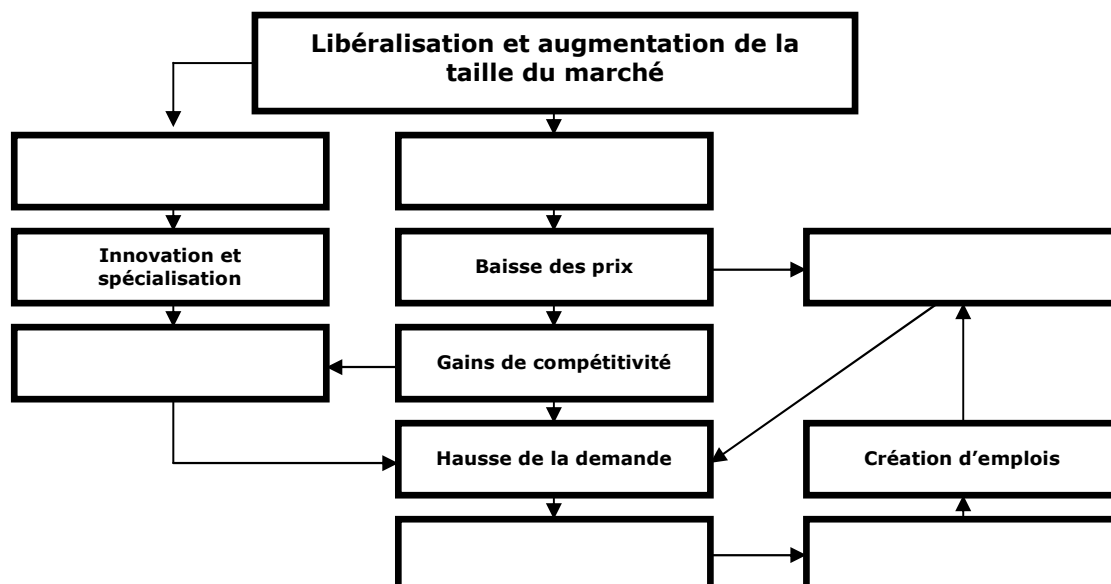 Libéralisation et augmentation de la
taille du marché
Innovation et
spécialisation
Baisse des prix
Gains de compétitivité
Hausse de la demande
Création d’emplois